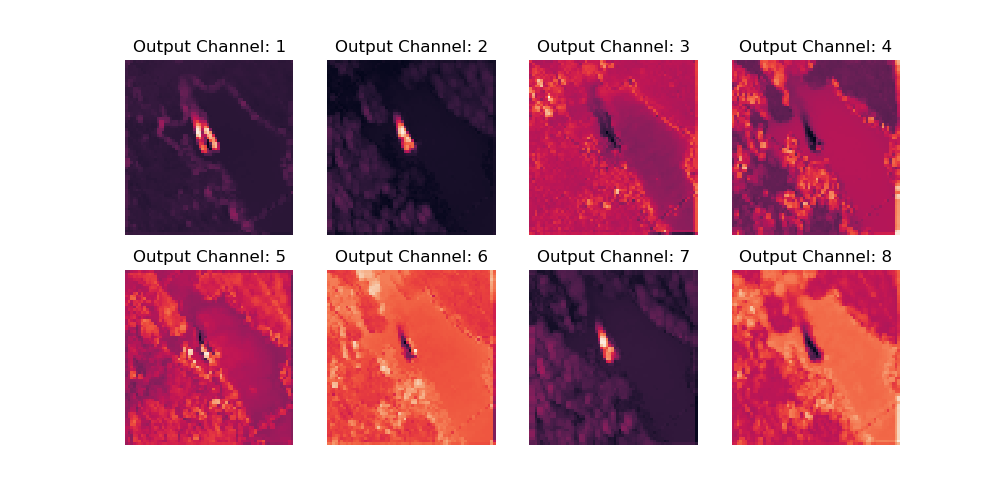 Output Channel: 1
Output Channel: 2
Output Channel: 3
Output Channel: 4
Output Channel: 5
Output Channel: 6
Output Channel: 7
Output Channel: 8